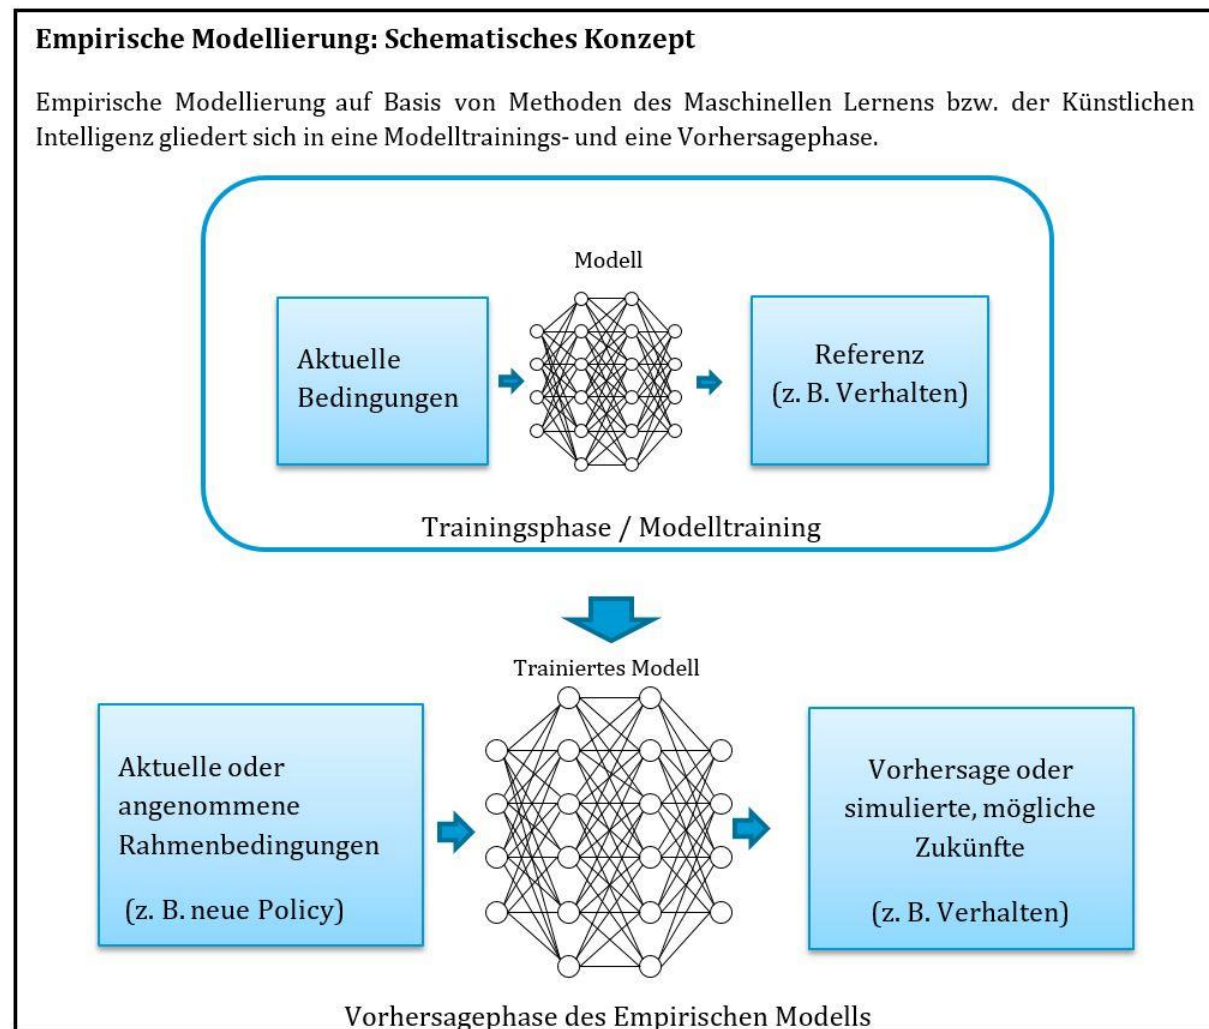 Empirische Modellierung: Schematisches Konzept
Empirische Modellierung auf Basis von Methoden des Maschinellen Lernens bzw. der Künstlichen
Intelligenz gliedert sich in eine Modelltrainings- und eine Vorhersagephase.
Modell
Aktuelle
Bedingungen
Referenz
(z. B. Verhalten)
Trainingsphase / Modelltraining
Trainiertes Modell
Aktuelle oder
angenommene
Rahmenbedingungen
(z. B. neue Policy)
Vorhersage oder
simulierte, mögliche
Zukünfte
(z. B. Verhalten)
Vorhersagephase des Empirischen Modells